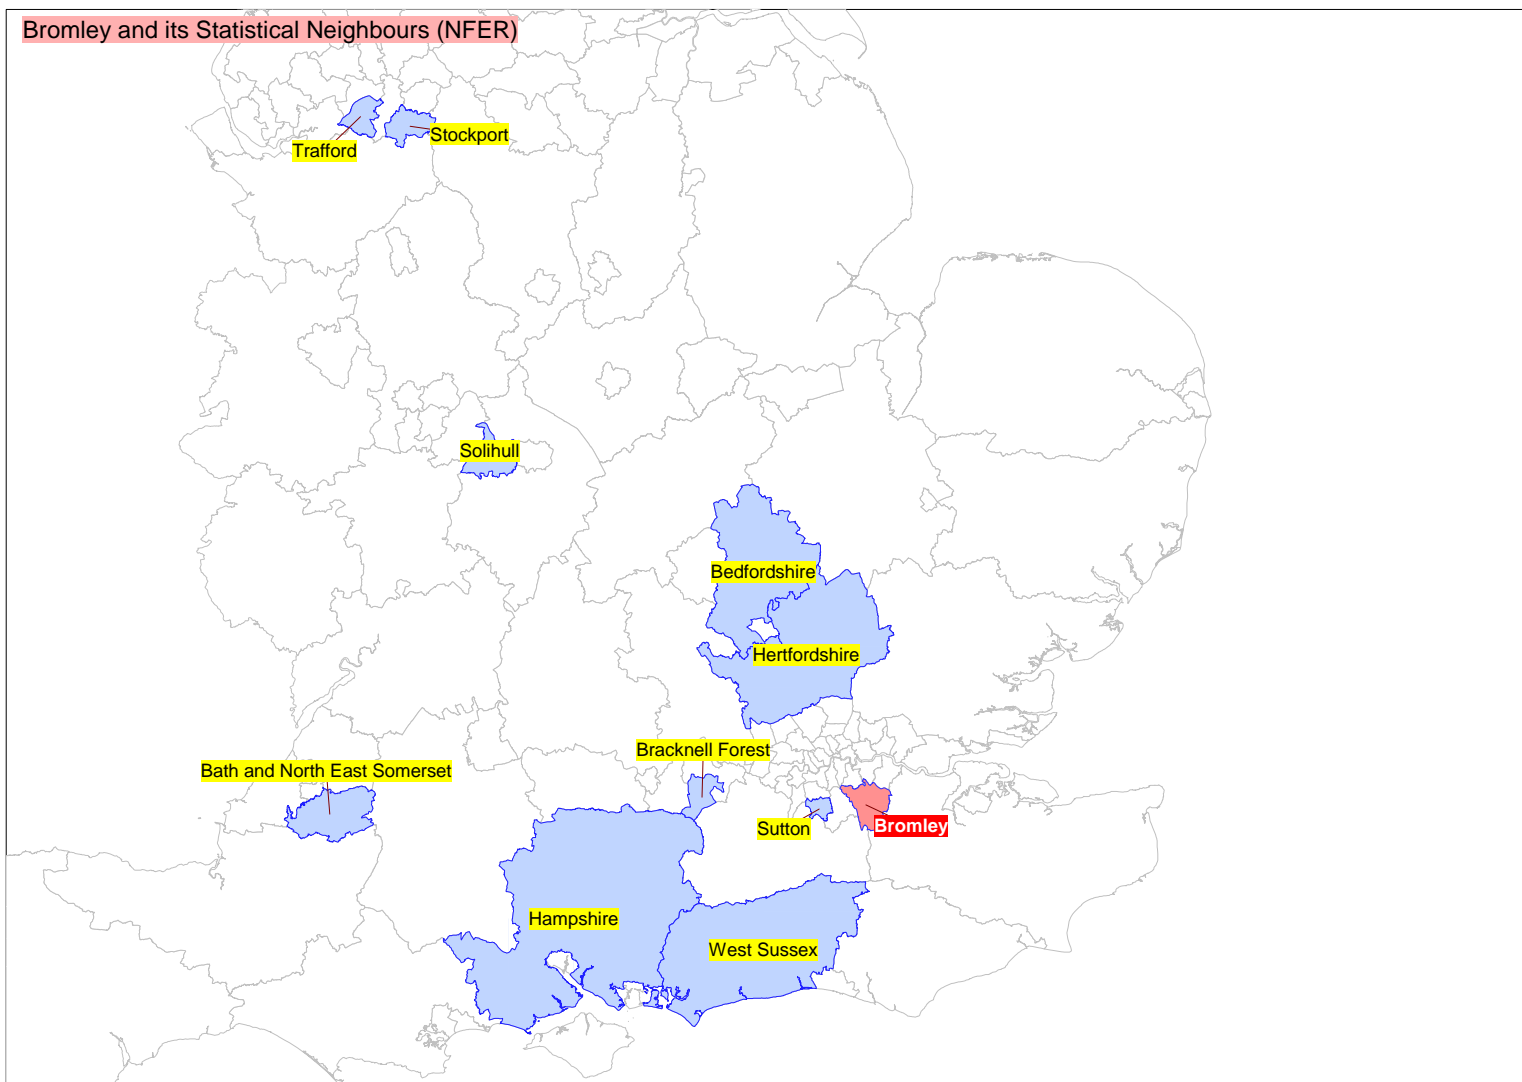 Bromley and its Statistical Neighbours (NFER)
Stockport
Trafford
Solihull
Bedfordshire
Hertfordshire
Bracknell Forest
Bath and North East Somerset
Sutton
Bromley
Hampshire
West Sussex